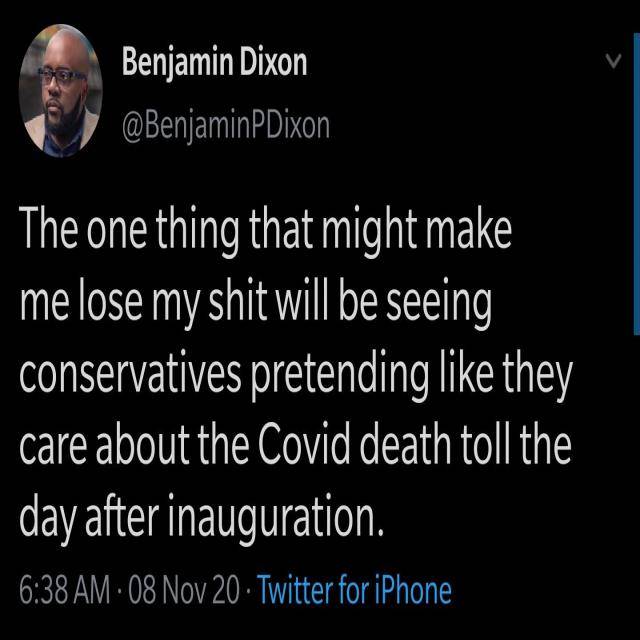 Benjamin Dixon
@BenjaminPDixon
The one thing that might make
me lose my shit will be seeing
conservatives pretending like they
care about the Covid death toll the
day after inauguration.
6:38 AM · 08 Nov 20 · Twitter for iPhone